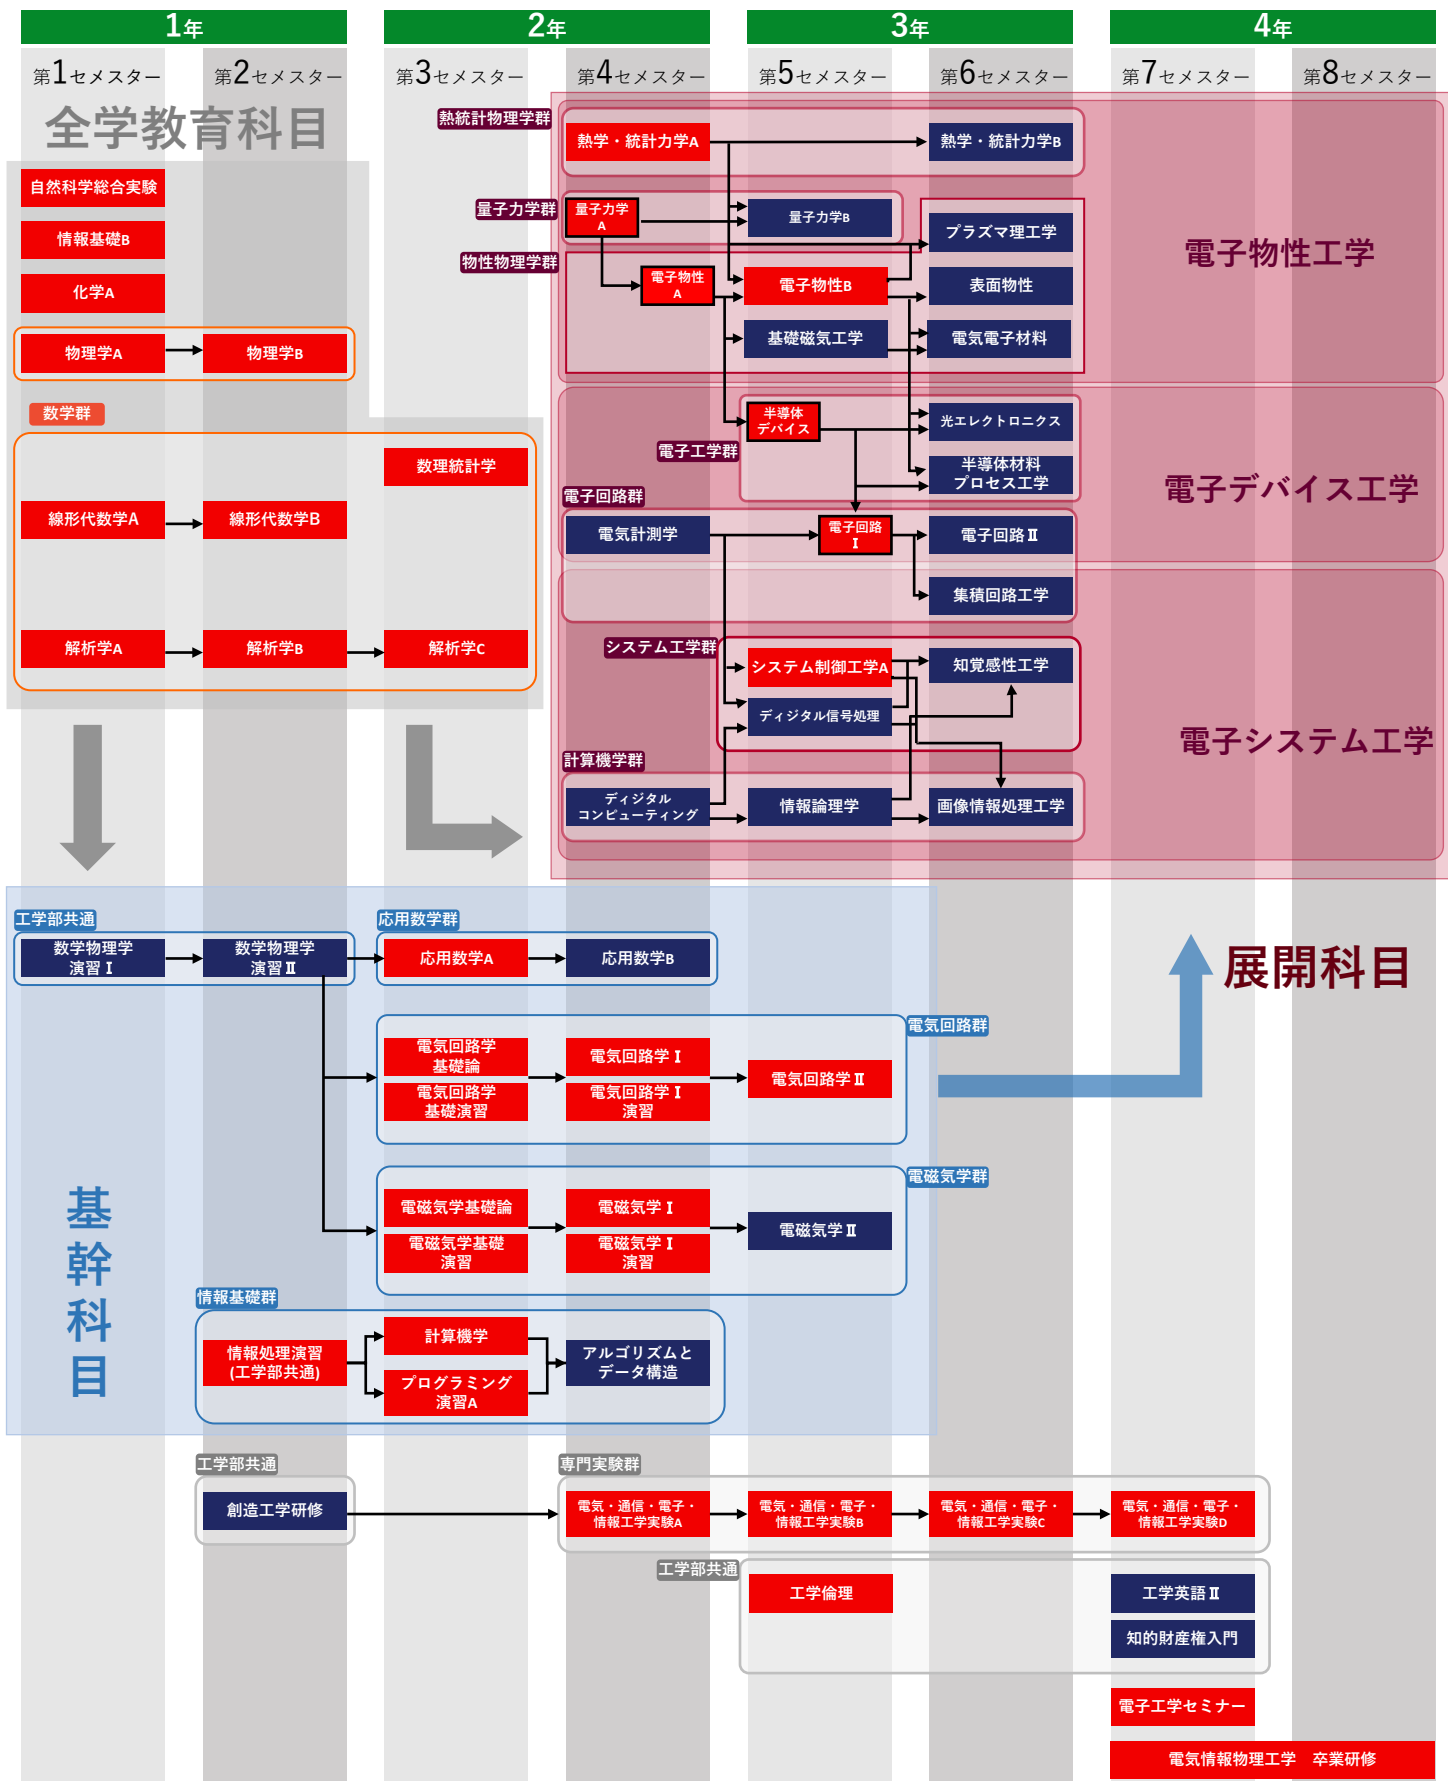 1年
2年
3年
4年
第1セメスター
第2セメスター
第3セメスター
第4セメスター
第5セメスター
第6セメスター
第7セメスター
第8セメスター
全学教育科目
自然科学総合実験
情報基礎B
化学A
物理学A
物理学B
数学群
数理統計学
線形代数学A
線形代数学B
解析学A
解析学B
解析学C
熱統計物理学群
熱学・統計力学A
熱学・統計力学B
量子力学群
量子力学
A
量子力学B
プラズマ理工学
物性物理学群
電子物性
A
電子物性B
表面物性
基礎磁気工学
電気電子材料
電子物性工学
半導体
デバイス
光エレクトロニクス
電子工学群
半導体材料
プロセス工学
電子デバイス工学
電子回路群
電気計測学
電子回路
Ⅰ
電子回路Ⅱ
集積回路工学
システム工学群
システム制御工学A
知覚感性工学
ディジタル信号処理
電子システム工学
計算機学群
ディジタル
コンピューティング
情報論理学
画像情報処理工学
工学部共通
数学物理学
演習Ⅰ
数学物理学
演習Ⅱ
応用数学群
応用数学A
応用数学B
展開科目
電気回路群
電気回路学
基礎論
電気回路学
基礎演習
電気回路学Ⅰ
電気回路学Ⅰ
演習
電気回路学Ⅱ
電磁気学群
電磁気学基礎論
電磁気学基礎
演習
電磁気学Ⅰ
電磁気学Ⅰ
演習
電磁気学Ⅱ
基幹科目
情報基礎群
情報処理演習
(工学部共通)
計算機学
プログラミング
演習A
アルゴリズムと
データ構造
工学部共通
創造工学研修
専門実験群
電気・通信・電子・
情報工学実験A
電気・通信・電子・
情報工学実験B
電気・通信・電子・
情報工学実験C
電気・通信・電子・
情報工学実験D
工学部共通
工学倫理
工学英語Ⅱ
知的財産権入門
電子工学セミナー
電気情報物理工学 卒業研修